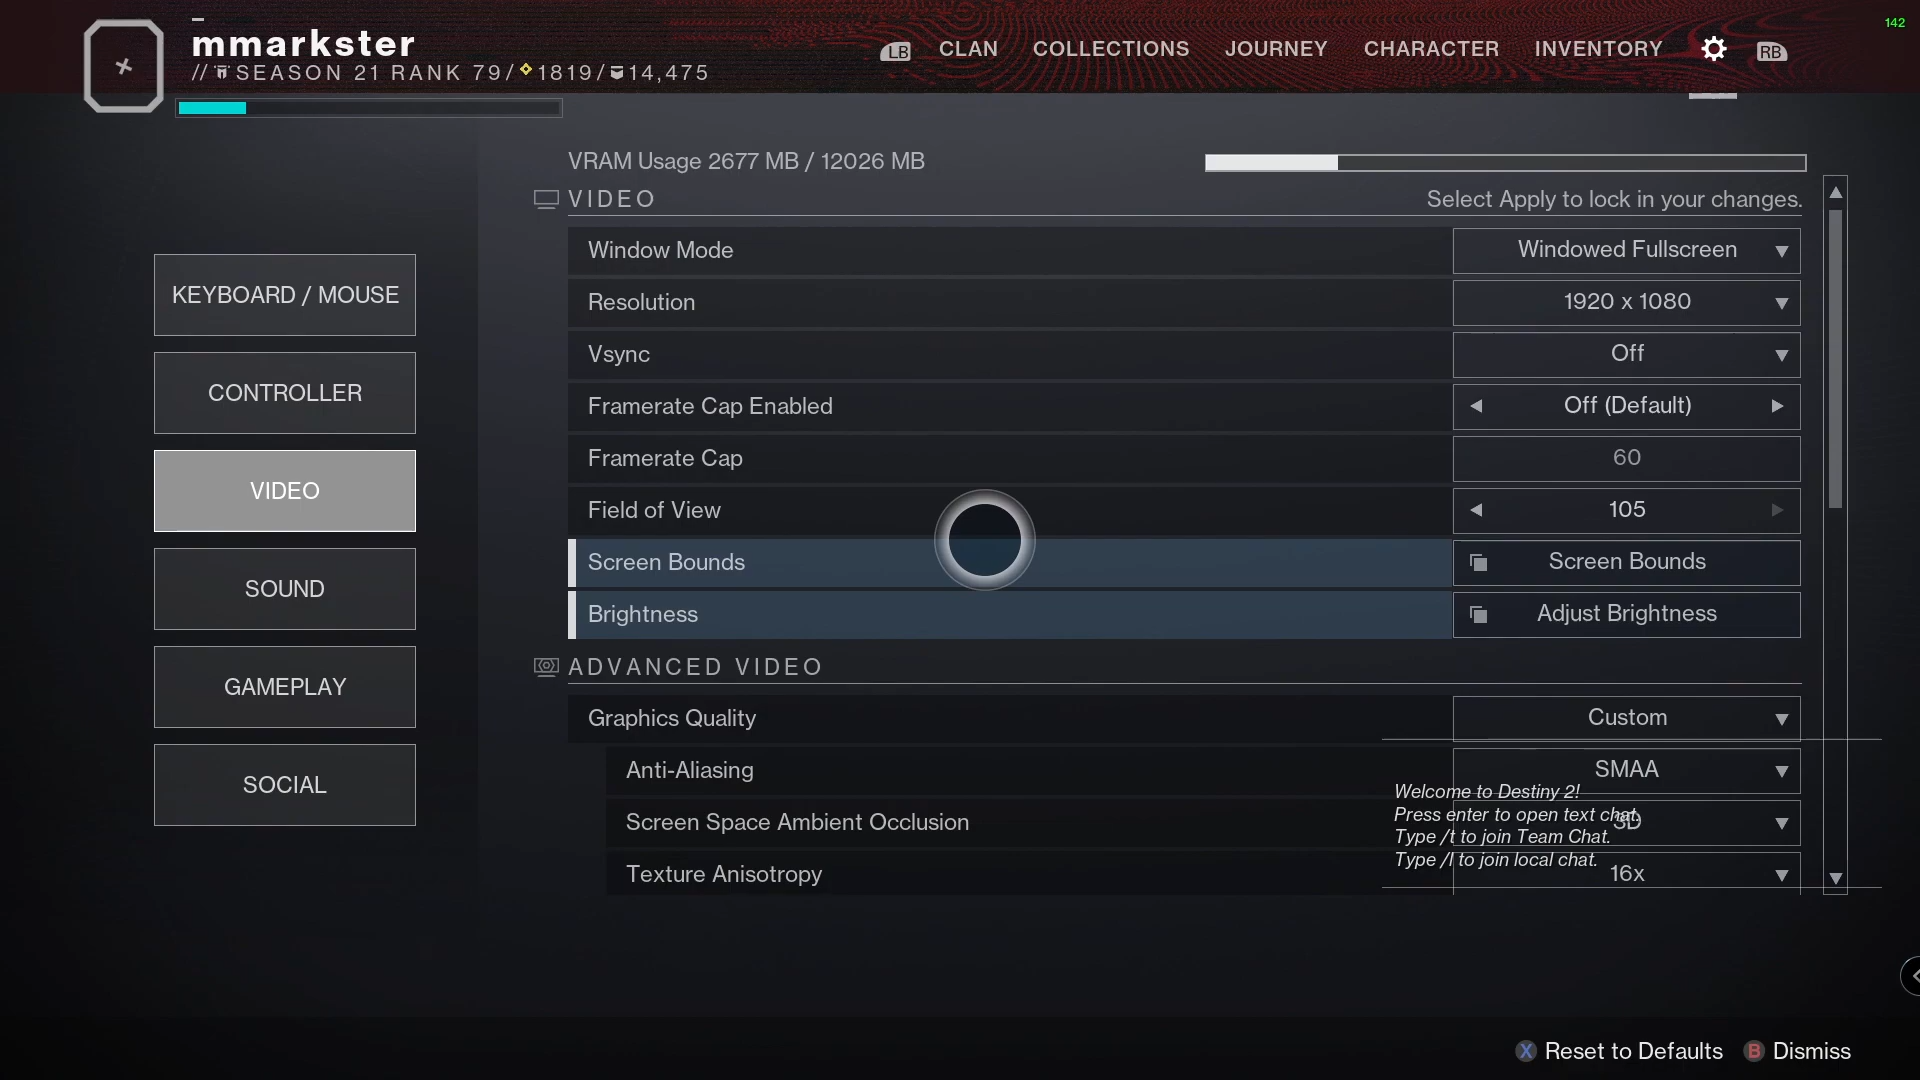 142
mmarkster
// SEASON 21 RANK 79/ 1819/ 14,475
LB CLAN COLLECTIONS JOURNEY CHARACTER INVENTORY RB
VRAM Usage 2677 MB / 12026 MB
VIDEO Select Apply to lock in your changes.
Window Mode Windowed Fullscreen
Resolution 1920 x 1080
Vsync Off
Framerate Cap Enabled Off (Default)
Framerate Cap 60
Field of View 105
Screen Bounds Screen Bounds
Brightness Adjust Brightness
ADVANCED VIDEO
Graphics Quality Custom
Anti-Aliasing SMAA
Screen Space Ambient Occlusion 3D
Texture Anisotropy 16x
KEYBOARD / MOUSE
CONTROLLER
VIDEO
SOUND
GAMEPLAY
SOCIAL
Welcome to Destiny 2!
Press enter to open text chat.
Type /t to join Team Chat.
Type /l to join local chat.
X Reset to Defaults B Dismiss